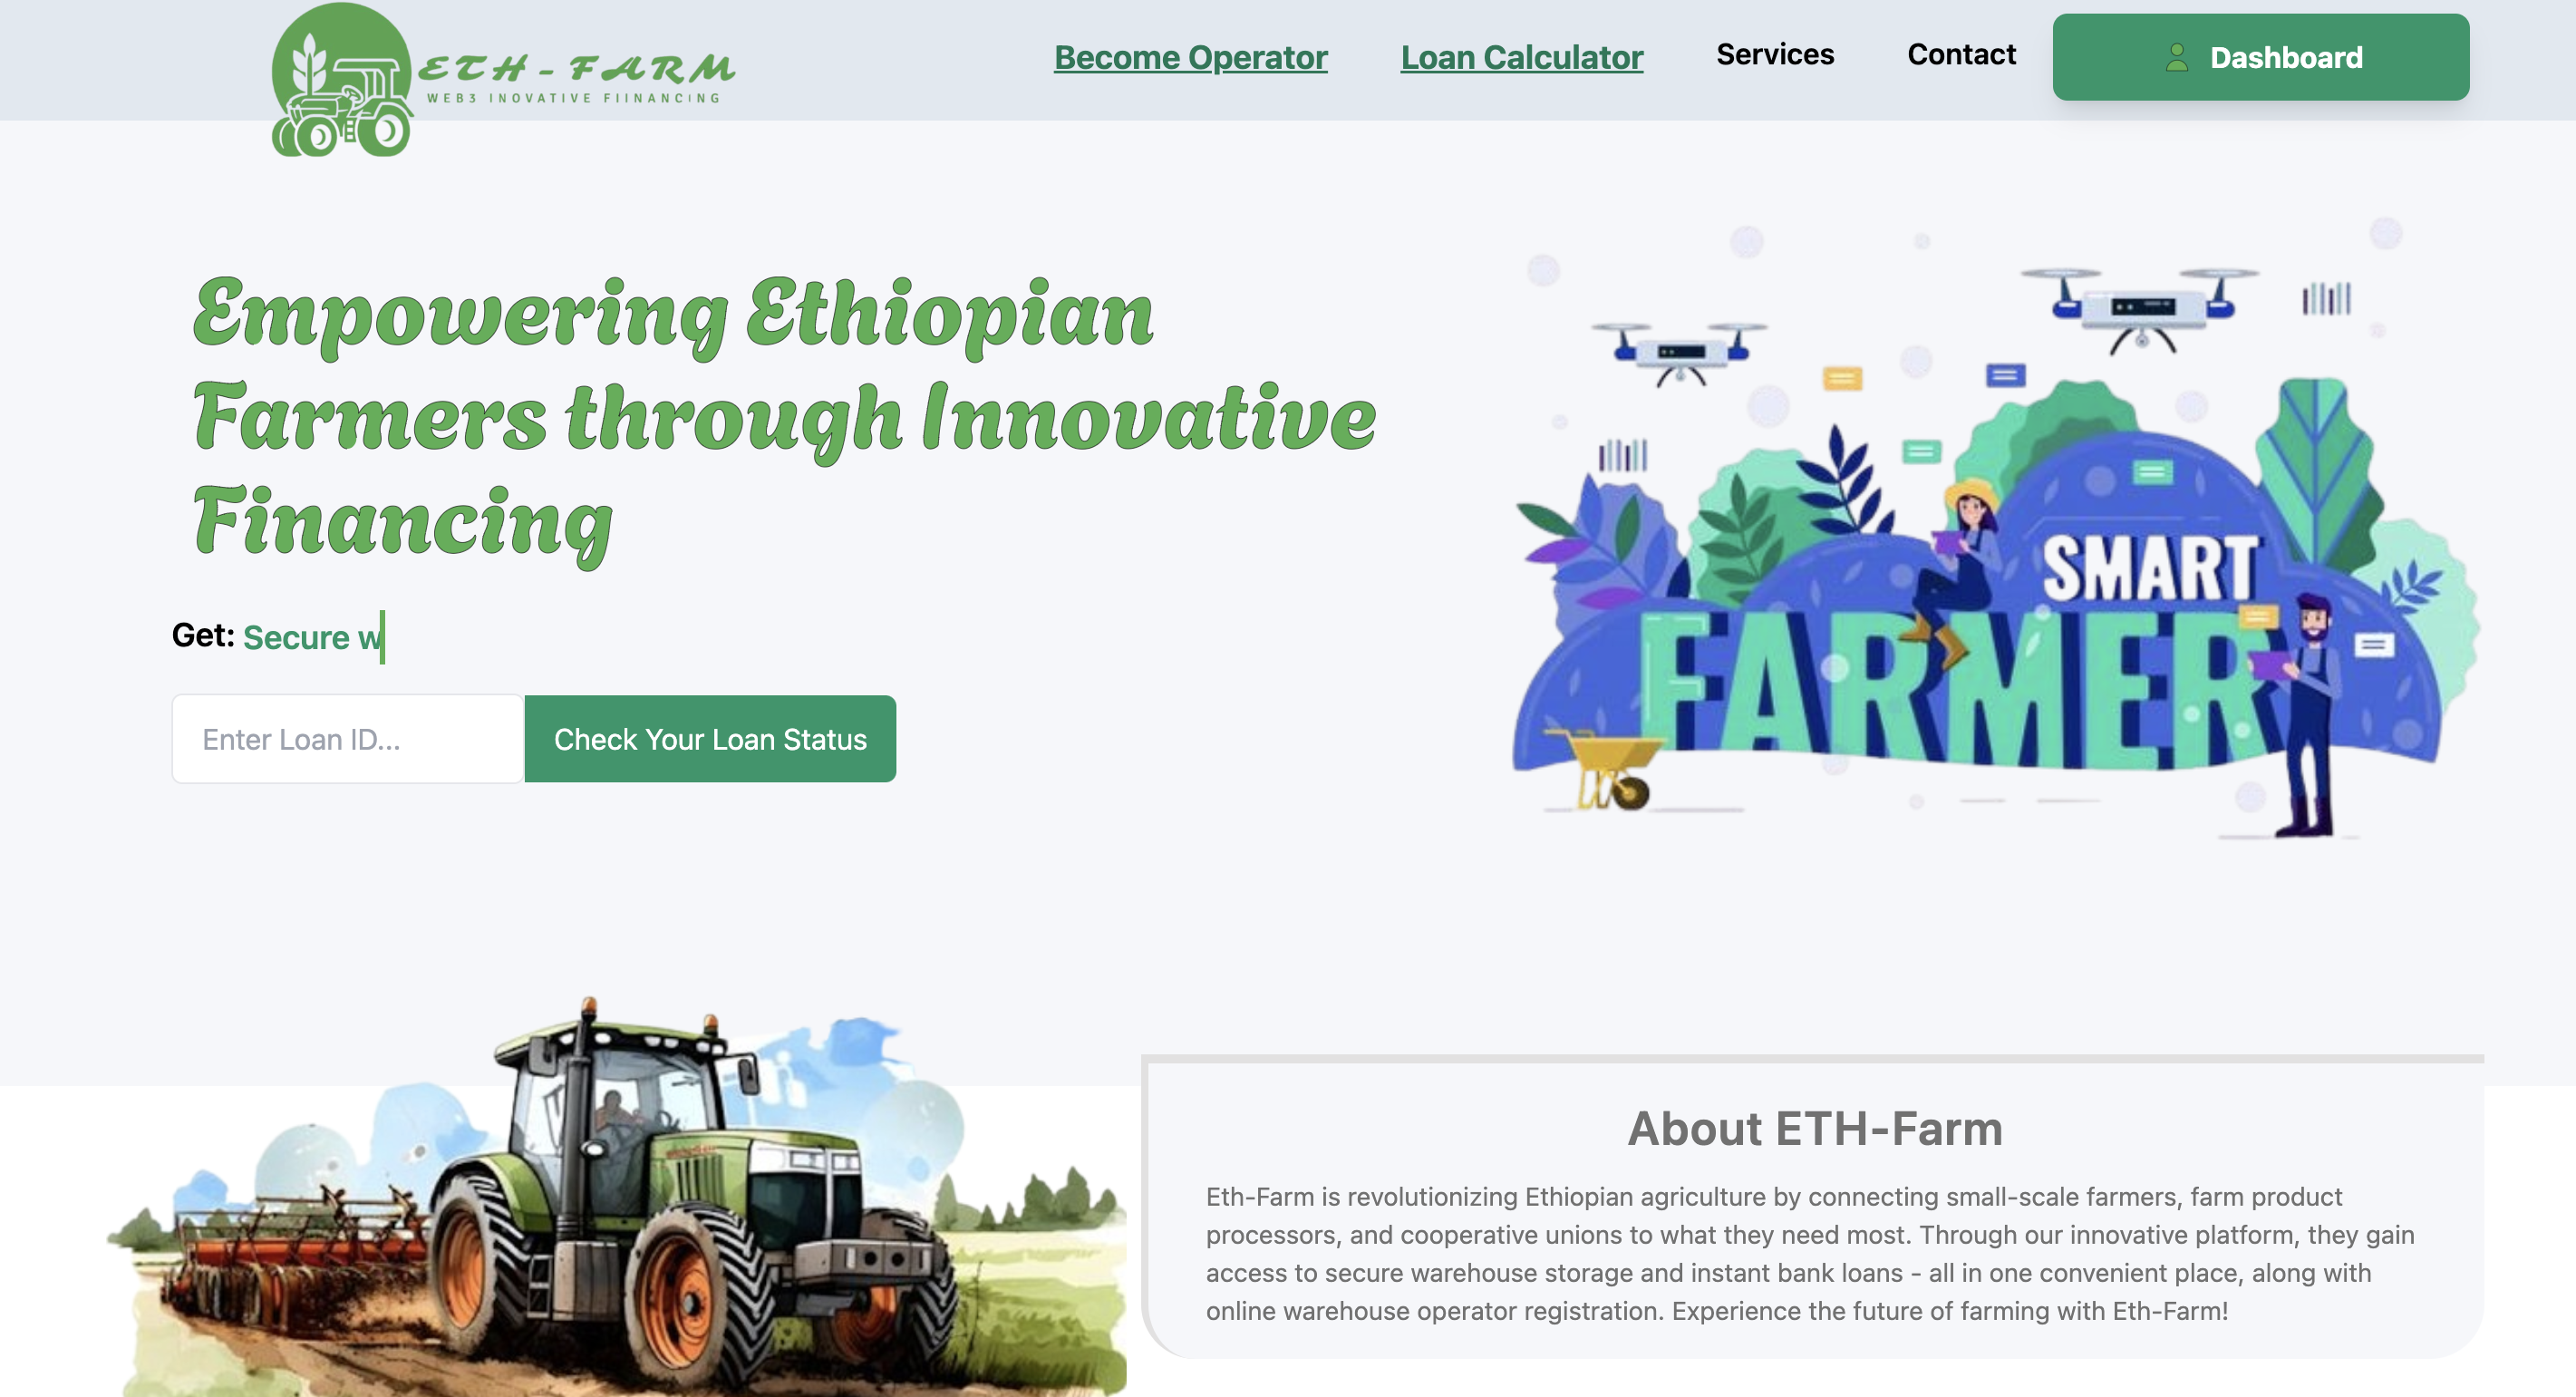 ETH - FARM
WEB3 INOVATIVE FIINANCING
Become Operator
Loan Calculator
Services
Contact
Dashboard
Empowering Ethiopian
Farmers through Innovative
Financing
Get: Secure w
Enter Loan ID...
Check Your Loan Status
SMART
FARMER
About ETH-Farm
Eth-Farm is revolutionizing Ethiopian agriculture by connecting small-scale farmers, farm product
processors, and cooperative unions to what they need most. Through our innovative platform, they gain
access to secure warehouse storage and instant bank loans - all in one convenient place, along with
online warehouse operator registration. Experience the future of farming with Eth-Farm!